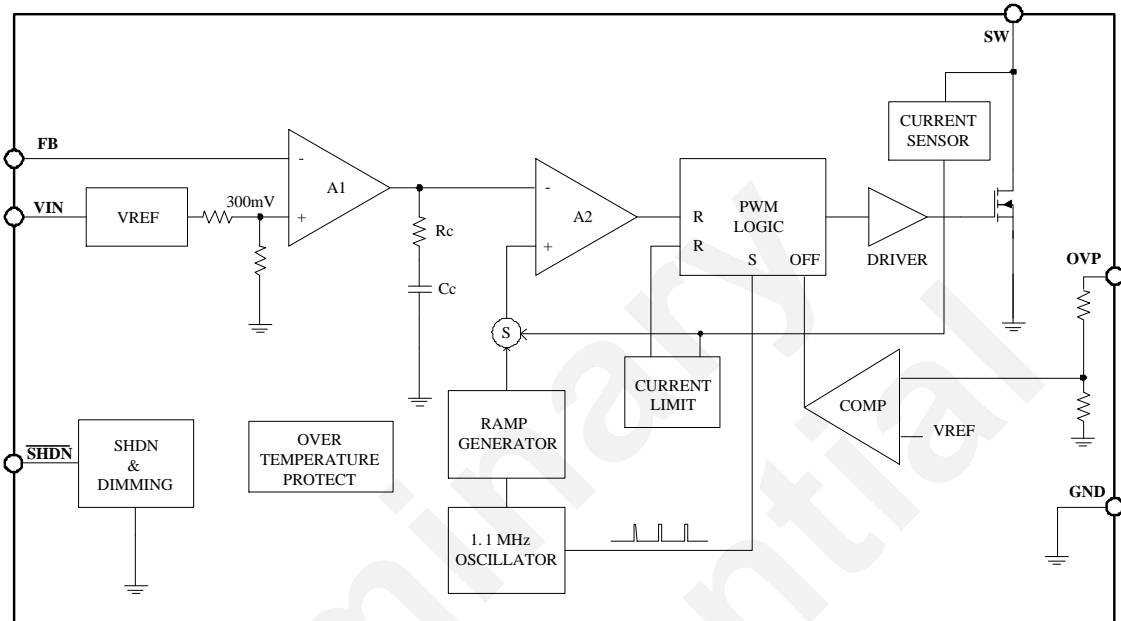 SW
CURRENT
SENSOR
FB
-
A1
VIN
VREF
300mV
+
-
A2
+
R
R
PWM
LOGIC
S
OFF
DRIVER
OVP
Rc
Cc
S
CURRENT
LIMIT
COMP
VREF
RAMP
GENERATOR
SHDN
SHDN
&
DIMMING
OVER
TEMPERATURE
PROTECT
GND
1.1 MHz
OSCILLATOR